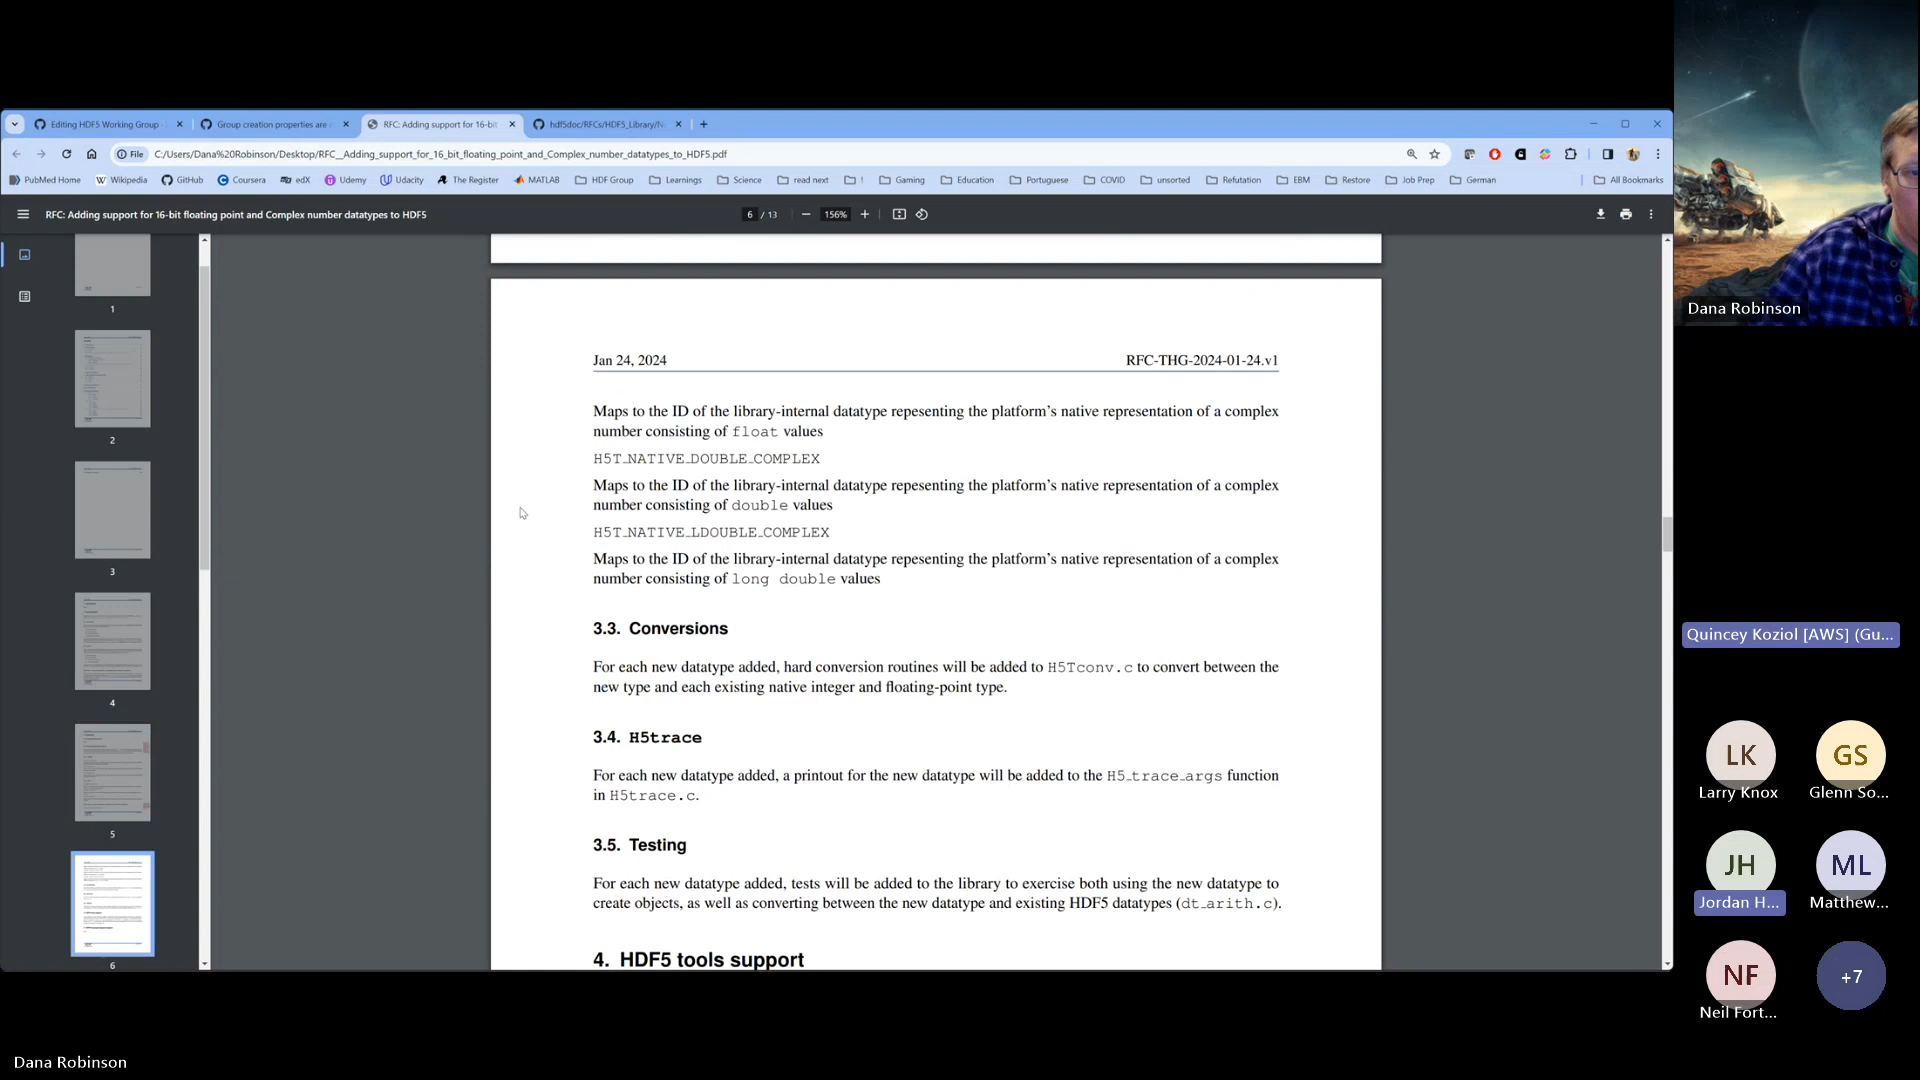 Editing HDF5 Working Group
Group creation properties are
RFC: Adding support for 16-bit
hdf5doc/RFCs/HDF5_Library/N
File
C:/Users/Dana%20Robinson/Desktop/RFC__Adding_support_for_16_bit_floating_point_and_Complex_number_datatypes_to_HDF5.pdf
PubMed Home Wikipedia GitHub Coursera edX Udemy Udacity The Register MATLAB HDF Group Learnings Science read next ! Gaming Education Portuguese COVID unsorted Refutation EBM Restore Job Prep German All Bookmarks
RFC: Adding support for 16-bit floating point and Complex number datatypes to HDF5
6 / 13
156%
1
2
3
4
5
6
Jan 24, 2024 RFC-THG-2024-01-24.v1
Maps to the ID of the library-internal datatype repesenting the platform's native representation of a complex
number consisting of float values
H5T_NATIVE_DOUBLE_COMPLEX
Maps to the ID of the library-internal datatype repesenting the platform's native representation of a complex
number consisting of double values
H5T_NATIVE_LDOUBLE_COMPLEX
Maps to the ID of the library-internal datatype repesenting the platform's native representation of a complex
number consisting of long double values
3.3. Conversions
For each new datatype added, hard conversion routines will be added to H5Tconv.c to convert between the
new type and each existing native integer and floating-point type.
3.4. H5trace
For each new datatype added, a printout for the new datatype will be added to the H5_trace_args function
in H5trace.c.
3.5. Testing
For each new datatype added, tests will be added to the library to exercise both using the new datatype to
create objects, as well as converting between the new datatype and existing HDF5 datatypes (dt_arith.c).
4. HDF5 tools support
Dana Robinson
Quincey Koziol [AWS] (Gu...
LK
Larry Knox
GS
Glenn So...
JH
Jordan H...
ML
Matthew...
NF
Neil Fort...
+7
Dana Robinson